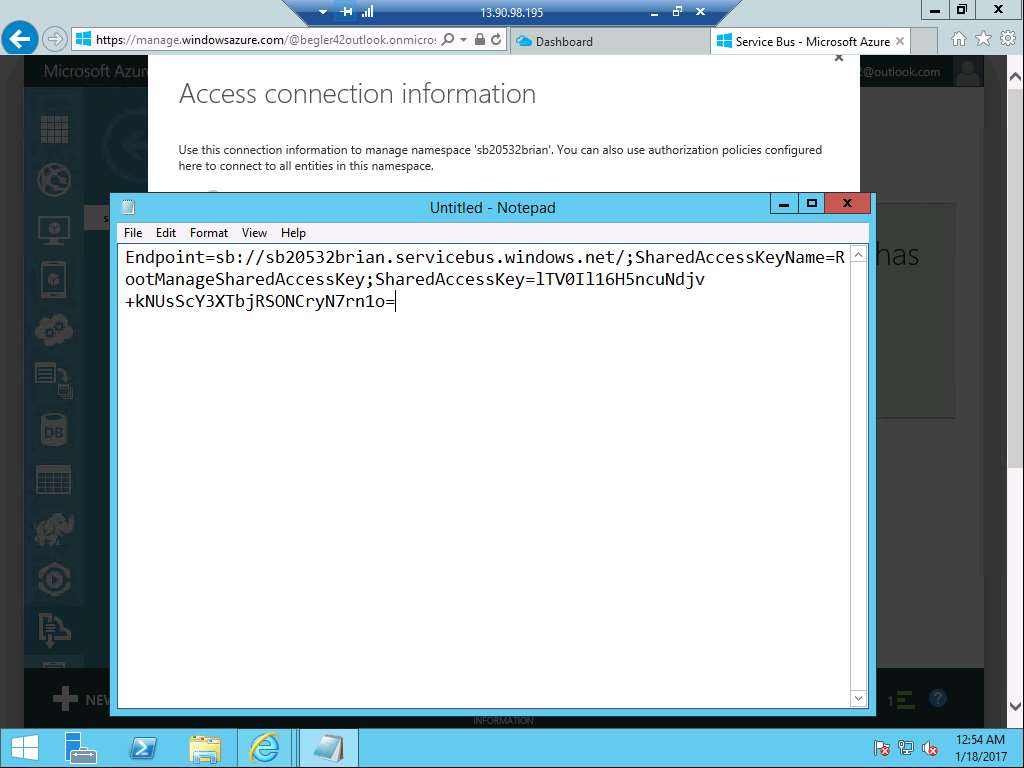 13.90.98.195
https://manage.windowsazure.com/@begler42outlook.onmicros
Dashboard
Service Bus - Microsoft Azure
Microsoft Azure
@outlook.com
Access connection information
Use this connection information to manage namespace 'sb20532brian'. You can also use authorization policies configured
here to connect to all entities in this namespace.
Untitled - Notepad
File Edit Format View Help
Endpoint=sb://sb20532brian.servicebus.windows.net/;SharedAccessKeyName=R
ootManageSharedAccessKey;SharedAccessKey=lTV0Il16H5ncuNdjv
+kNUsScY3XTbjRSONCryN7rn1o=
has
DB
NEW
INFORMATION
1
?
12:54 AM
1/18/2017